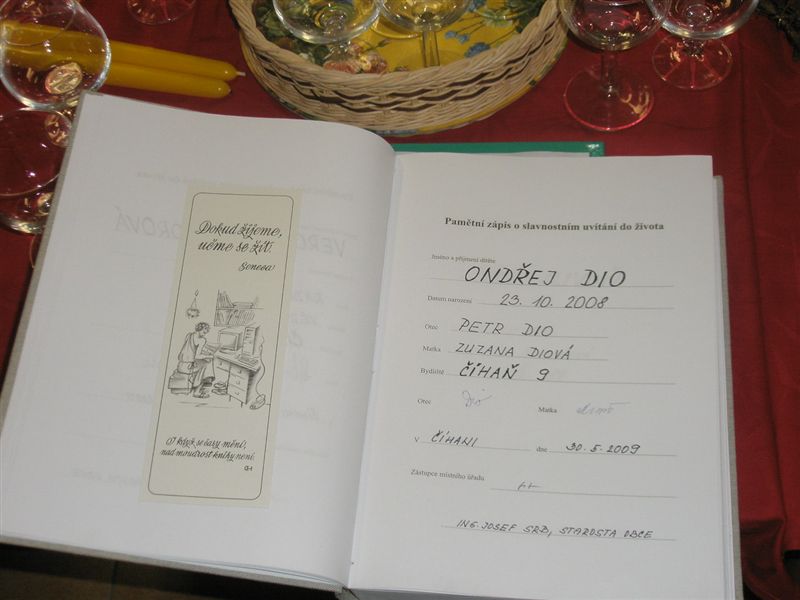 Dokud žijeme,
učme se žít.
Seneca
I když se časy mění,
nad moudrost knihy není.
Pamětní zápis o slavnostním uvítání do života
Jméno a příjmení dítěte ONDŘEJ DIO
Datum narození 23. 10. 2008
Otec PETR DIO
Matka ZUZANA DIOVÁ
Bydliště ČÍHAŇ 9
Otec Dio Matka
V ČÍHANI dne 30. 5. 2009
Zástupce místního úřadu
ING. JOSEF SRB, STAROSTA OBCE